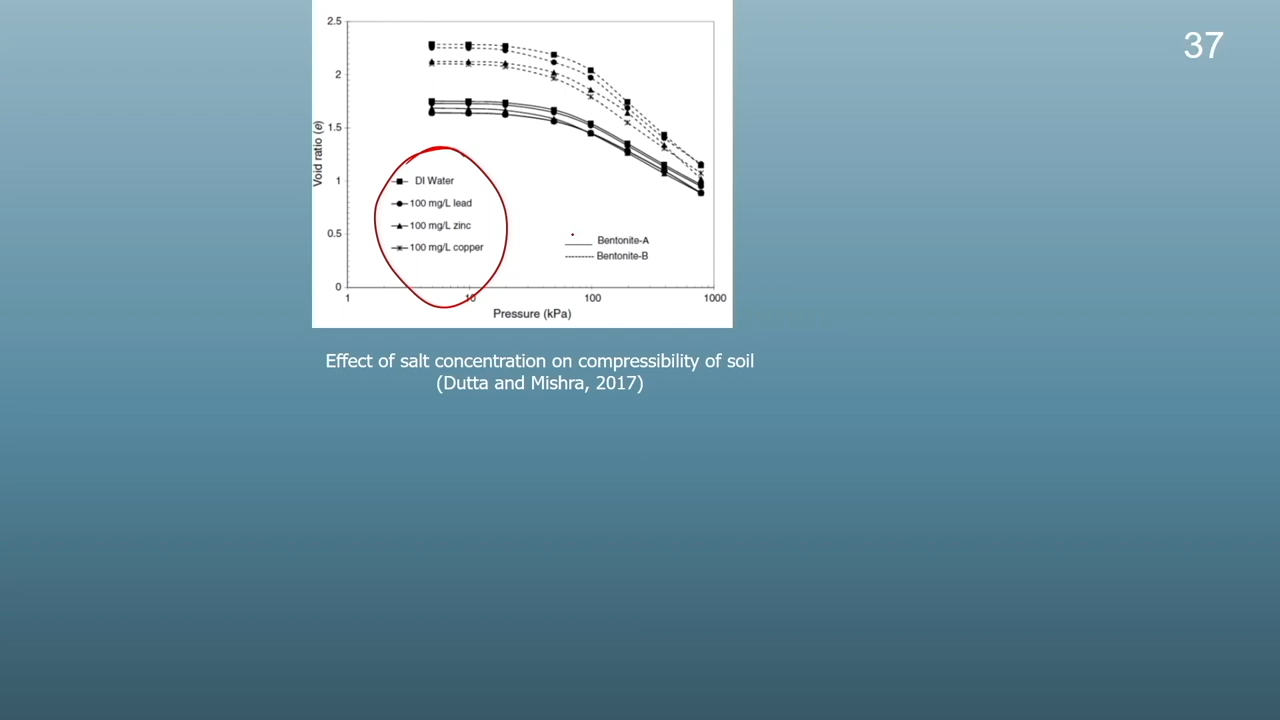 37
2.5
2
1.5
1
0.5
0
Void ratio (e)
DI Water
100 mg/L lead
100 mg/L zinc
100 mg/L copper
Bentonite-A
Bentonite-B
1
10
100
1000
Pressure (kPa)
Effect of salt concentration on compressibility of soil
(Dutta and Mishra, 2017)